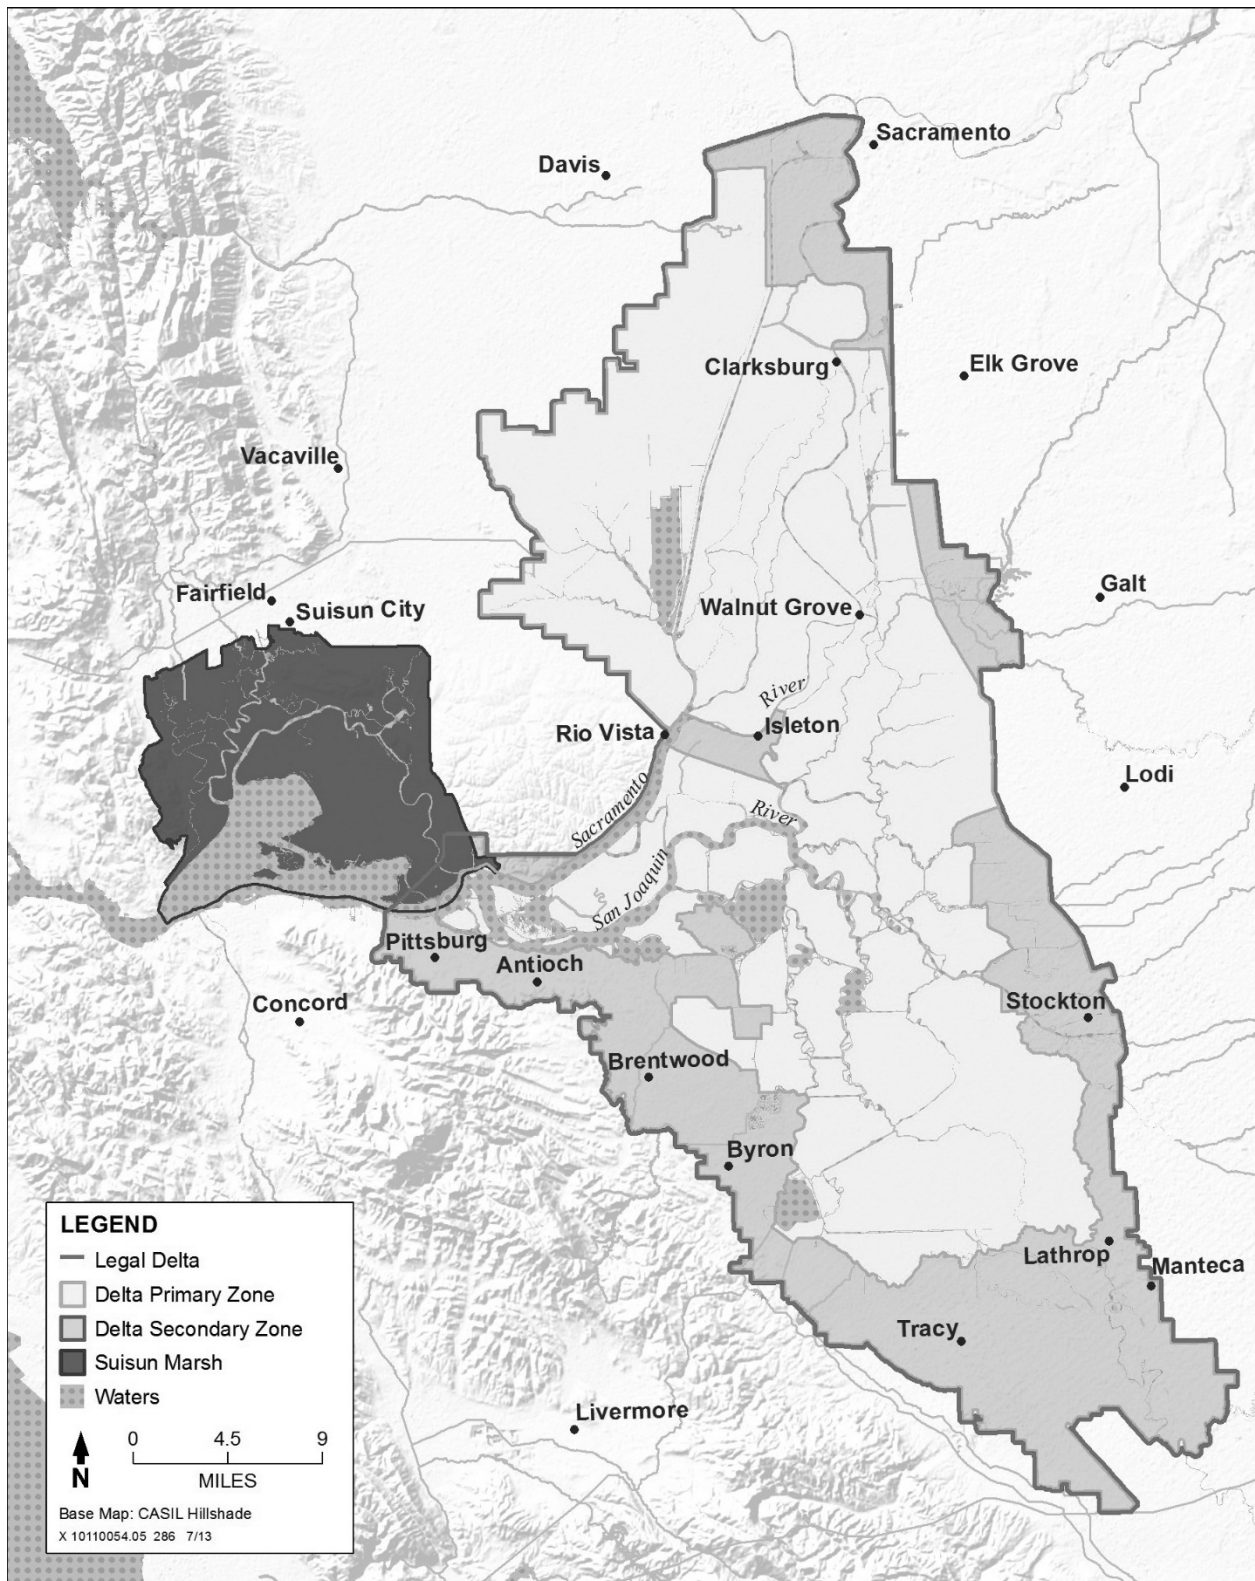 Sacramento
Davis
Clarksburg
Elk Grove
Vacaville
Fairfield
Suisun City
Walnut Grove
Galt
River
Rio Vista
Isleton
Lodi
Sacramento
River
San Joaquin
Pittsburg
Antioch
Concord
Stockton
Brentwood
Byron
Lathrop
Manteca
Tracy
Livermore
LEGEND
Legal Delta
Delta Primary Zone
Delta Secondary Zone
Suisun Marsh
Waters
0 4.5 9
N
MILES
Base Map: CASIL Hillshade
X 10110054.05 286 7/13